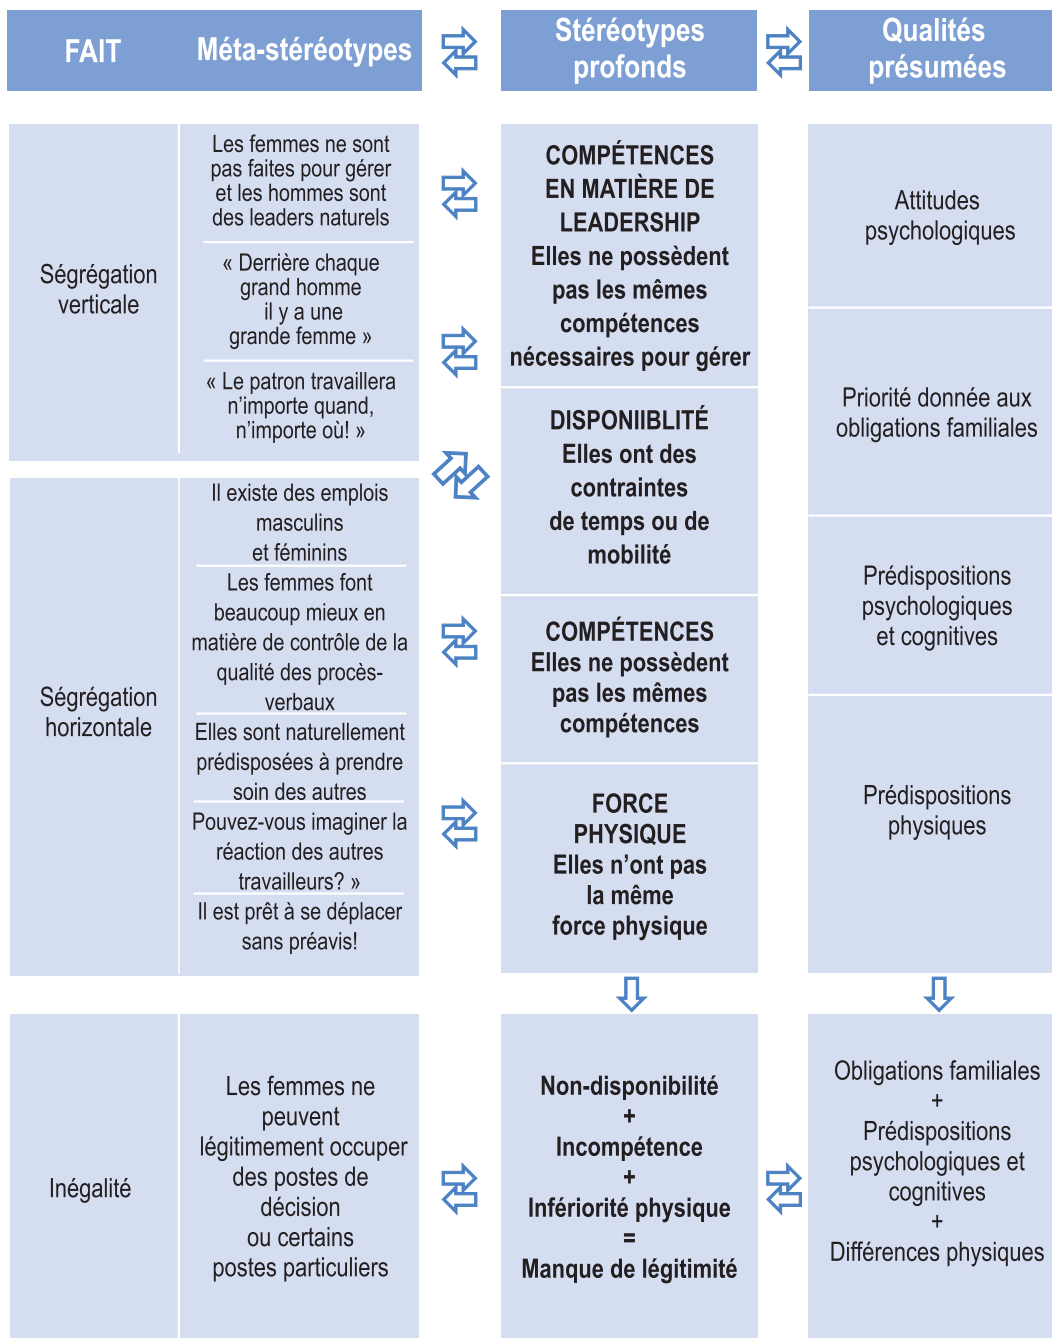 FAIT
Méta-stéréotypes
Stéréotypes
profonds
Qualités
présumées
Ségrégation
verticale
Les femmes ne sont
pas faites pour gérer
et les hommes sont
des leaders naturels
« Derrière chaque
grand homme
il y a une
grande femme »
« Le patron travaillera
n’importe quand,
n’importe où! »
COMPÉTENCES
EN MATIÈRE DE
LEADERSHIP
Elles ne possèdent
pas les mêmes
compétences
nécessaires pour gérer
DISPONIIBLITÉ
Elles ont des
contraintes
de temps ou de
mobilité
Attitudes
psychologiques
Priorité donnée aux
obligations familiales
Ségrégation
horizontale
Il existe des emplois
masculins
et féminins
Les femmes font
beaucoup mieux en
matière de contrôle de la
qualité des procès-
verbaux
Elles sont naturellement
prédisposées à prendre
soin des autres
Pouvez-vous imaginer la
réaction des autres
travailleurs? »
Il est prêt à se déplacer
sans préavis!
COMPÉTENCES
Elles ne possèdent
pas les mêmes
compétences
FORCE
PHYSIQUE
Elles n’ont pas
la même
force physique
Prédispositions
psychologiques
et cognitives
Prédispositions
physiques
Inégalité
Les femmes ne
peuvent
légitimement occuper
des postes de
décision
ou certains
postes particuliers
Non-disponibilité
+
Incompétence
+
Infériorité physique
=
Manque de légitimité
Obligations familiales
+
Prédispositions
psychologiques et
cognitives
+
Différences physiques